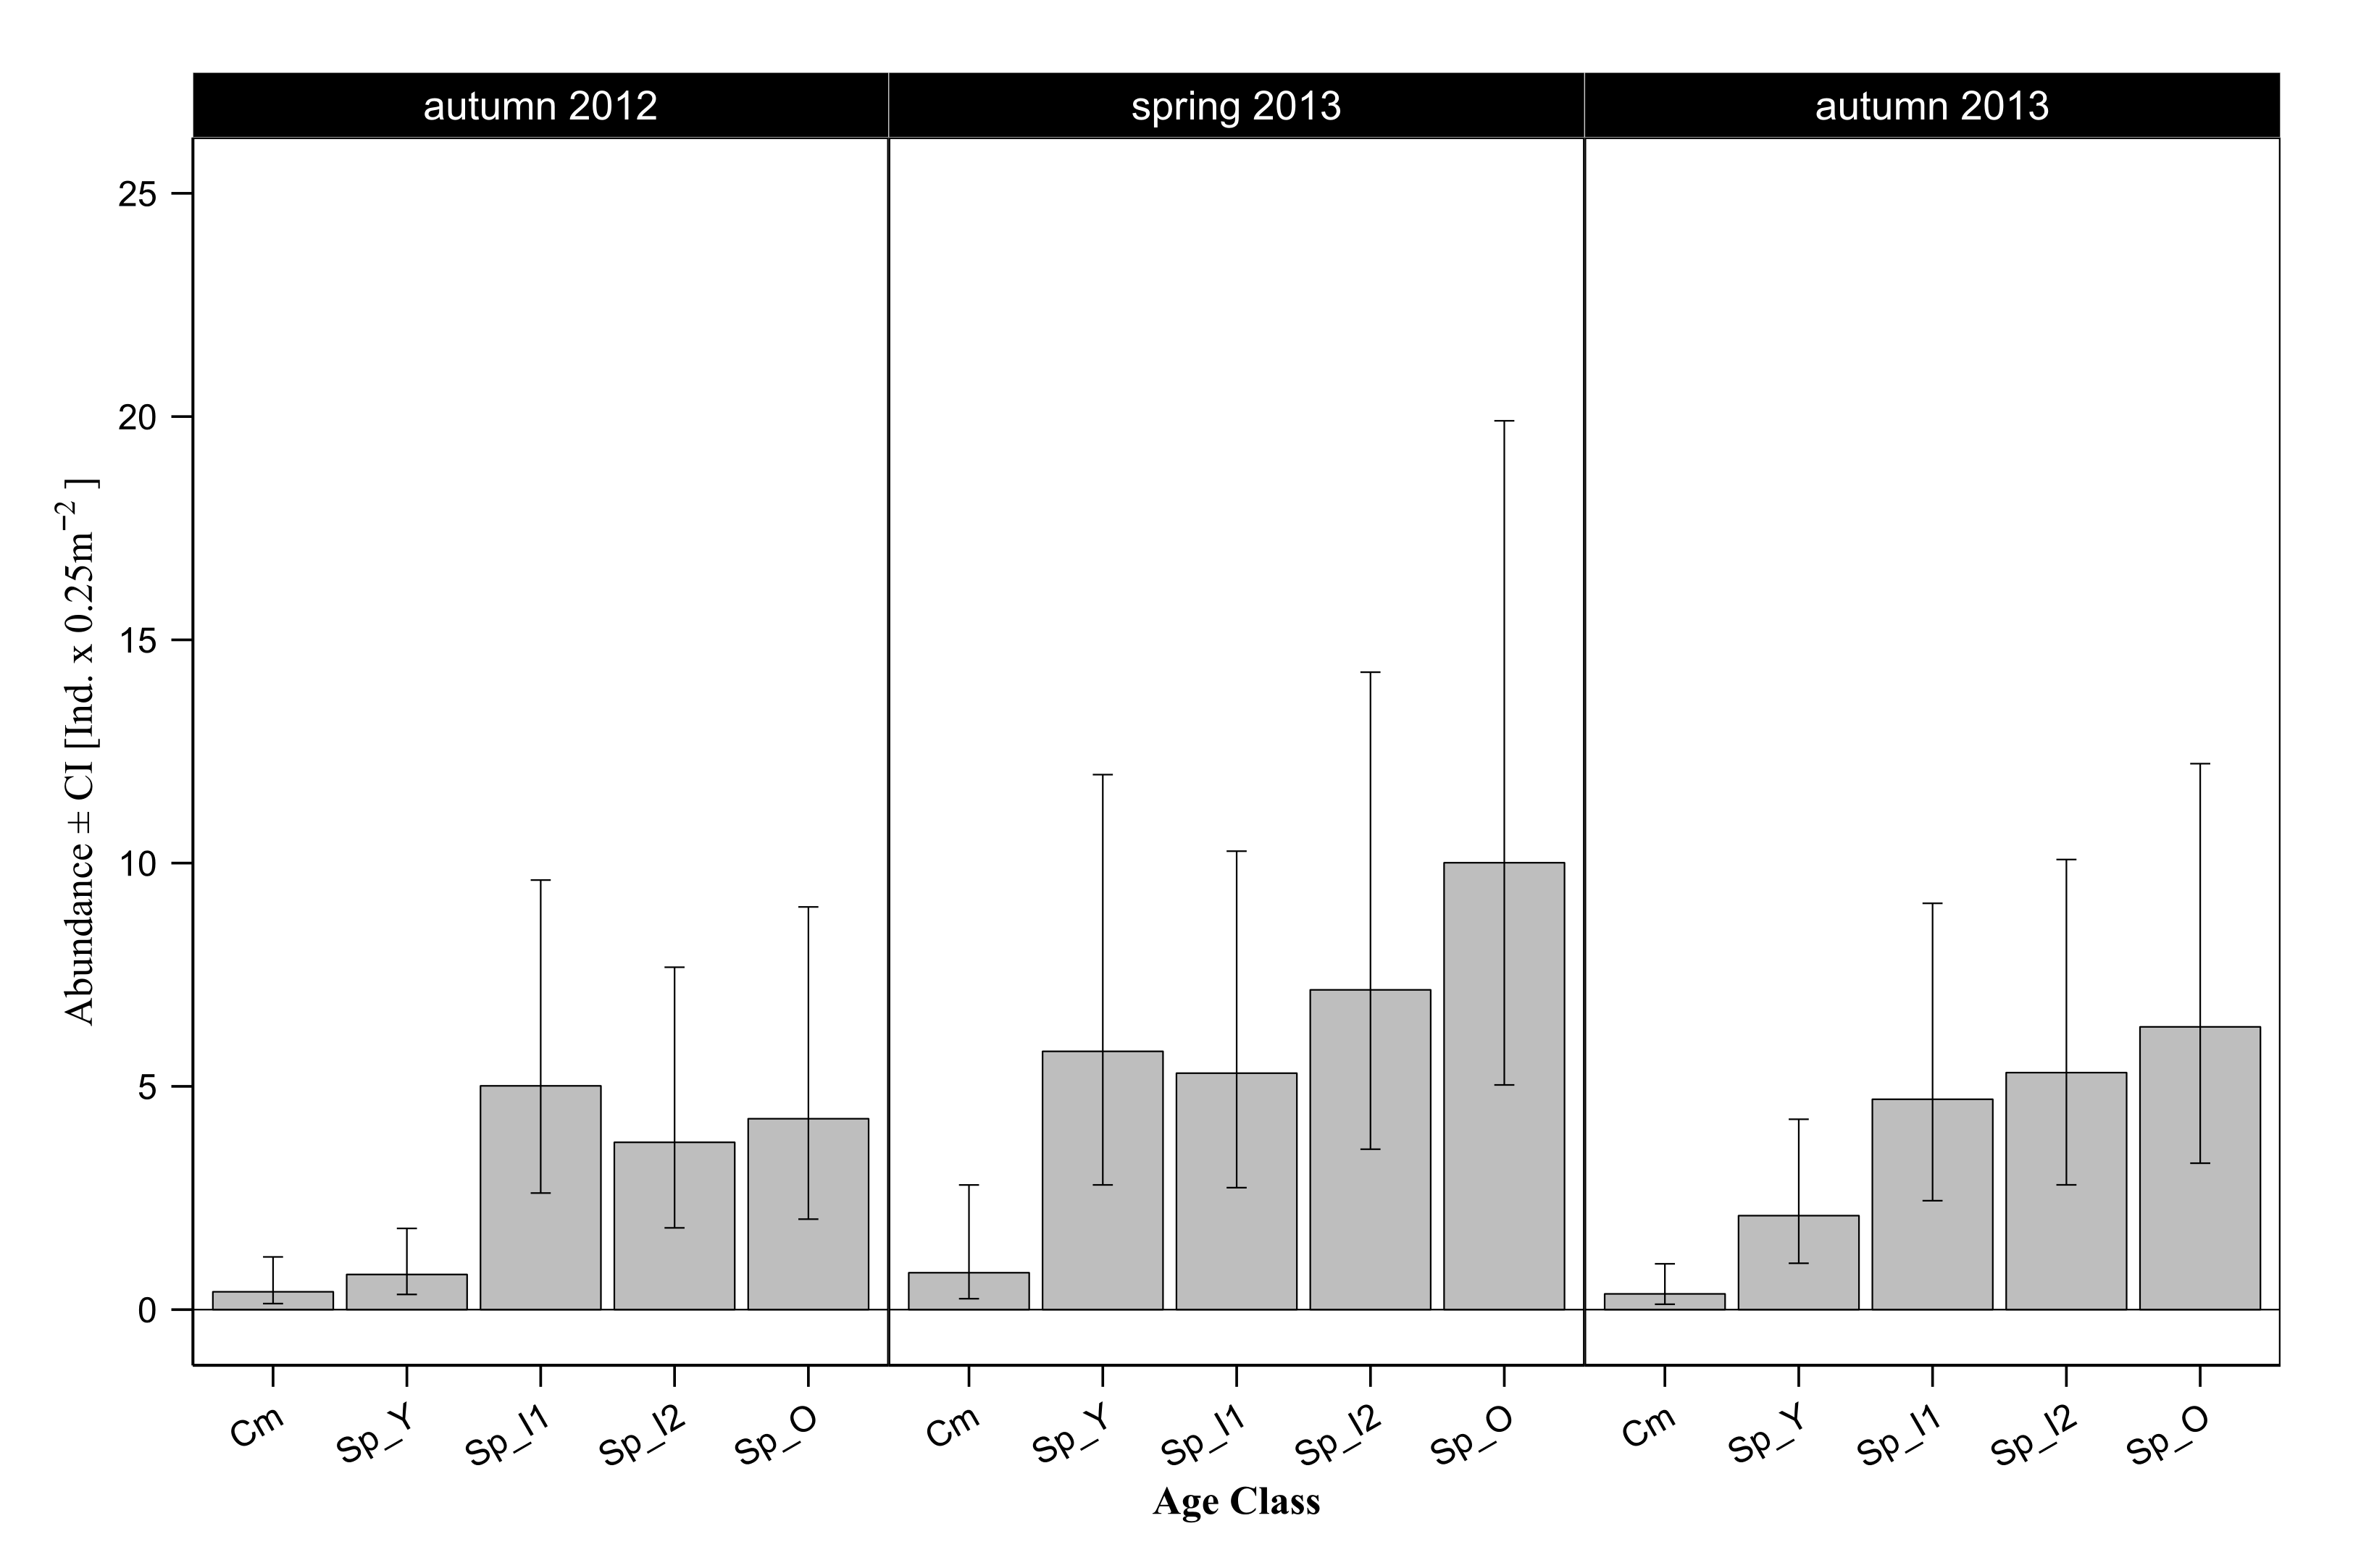 autumn 2012 spring 2013 autumn 2013
Abundance ± CI [Ind. x 0.25m⁻²]
25
20
15
10
5
0
Cm Sp_Y Sp_I1 Sp_I2 Sp_O Cm Sp_Y Sp_I1 Sp_I2 Sp_O Cm Sp_Y Sp_I1 Sp_I2 Sp_O
Age Class